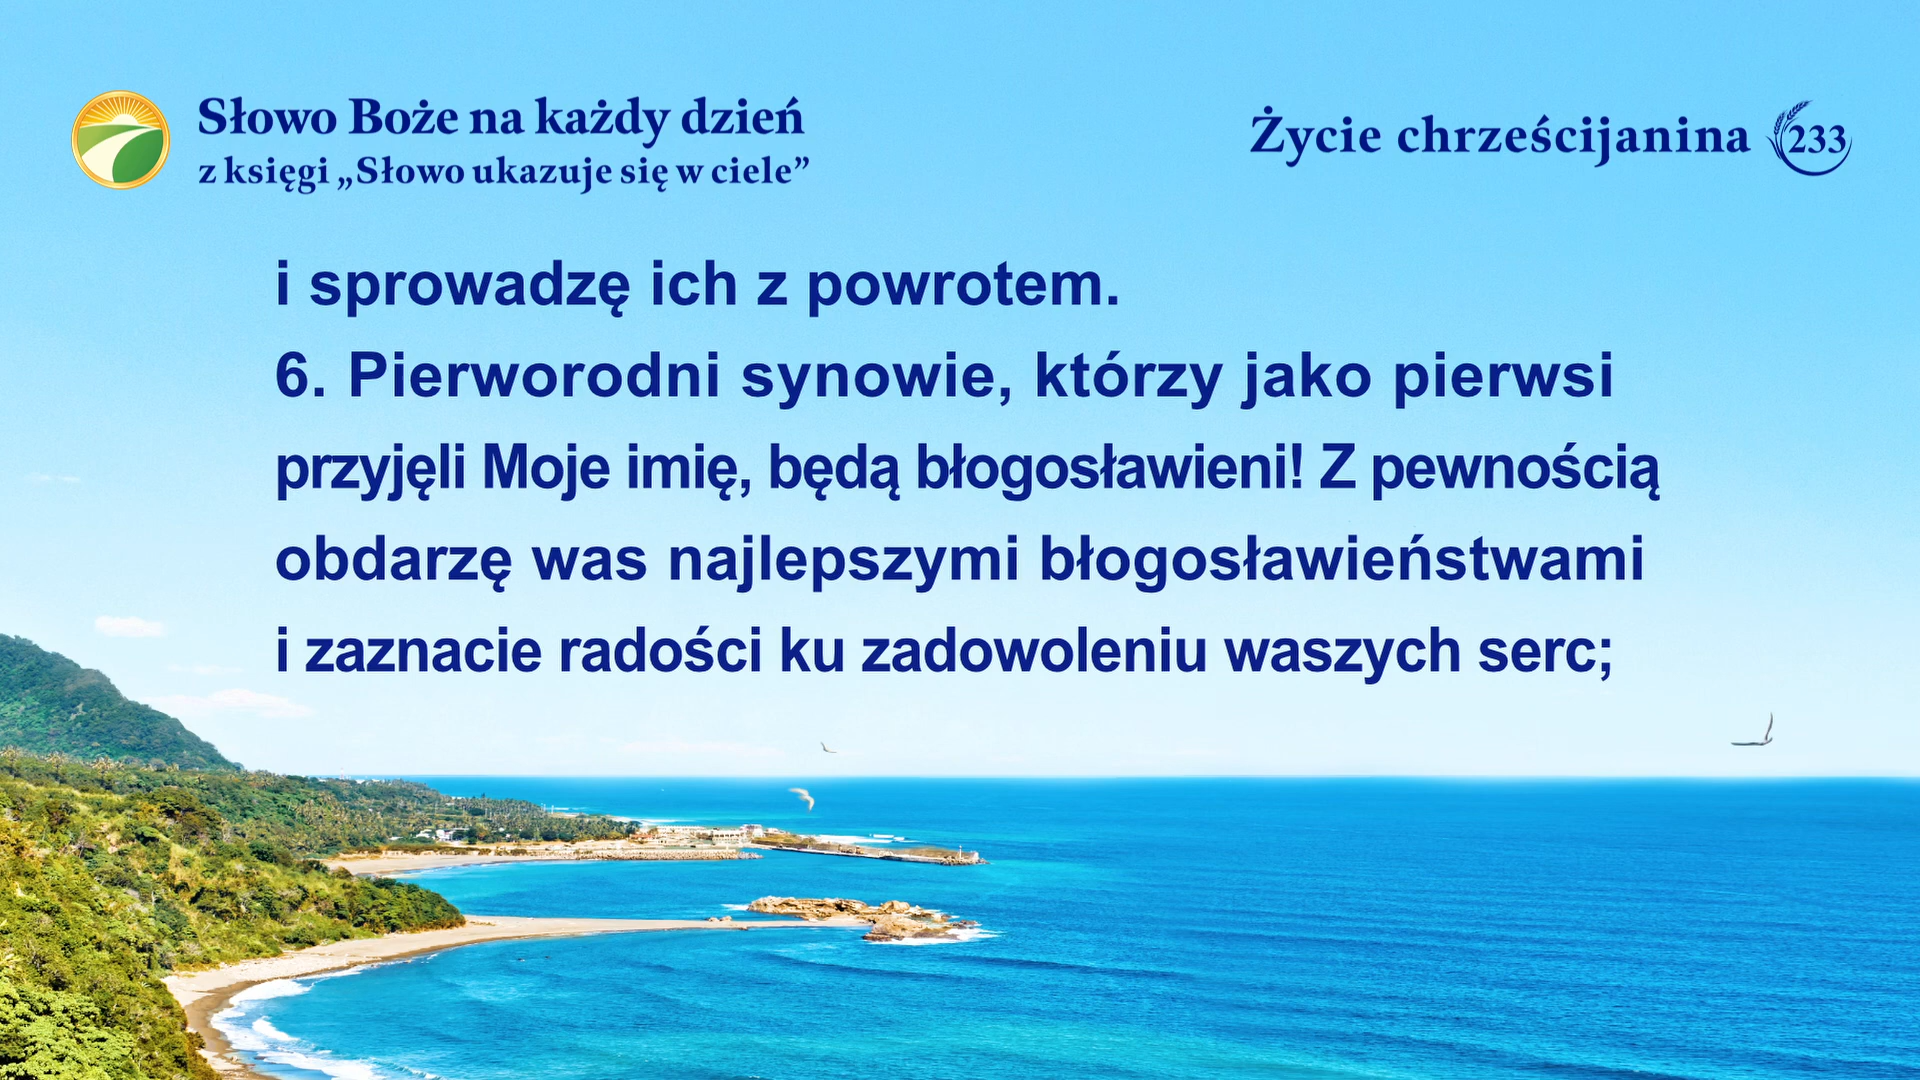 Słowo Boże na każdy dzień
z księgi „Słowo ukazuje się w ciele”
Życie chrześcijanina 233
i sprowadzę ich z powrotem.
6. Pierworodni synowie, którzy jako pierwsi
przyjęli Moje imię, będą błogosławieni! Z pewnością
obdarzę was najlepszymi błogosławieństwami
i zaznacie radości ku zadowoleniu waszych serc;